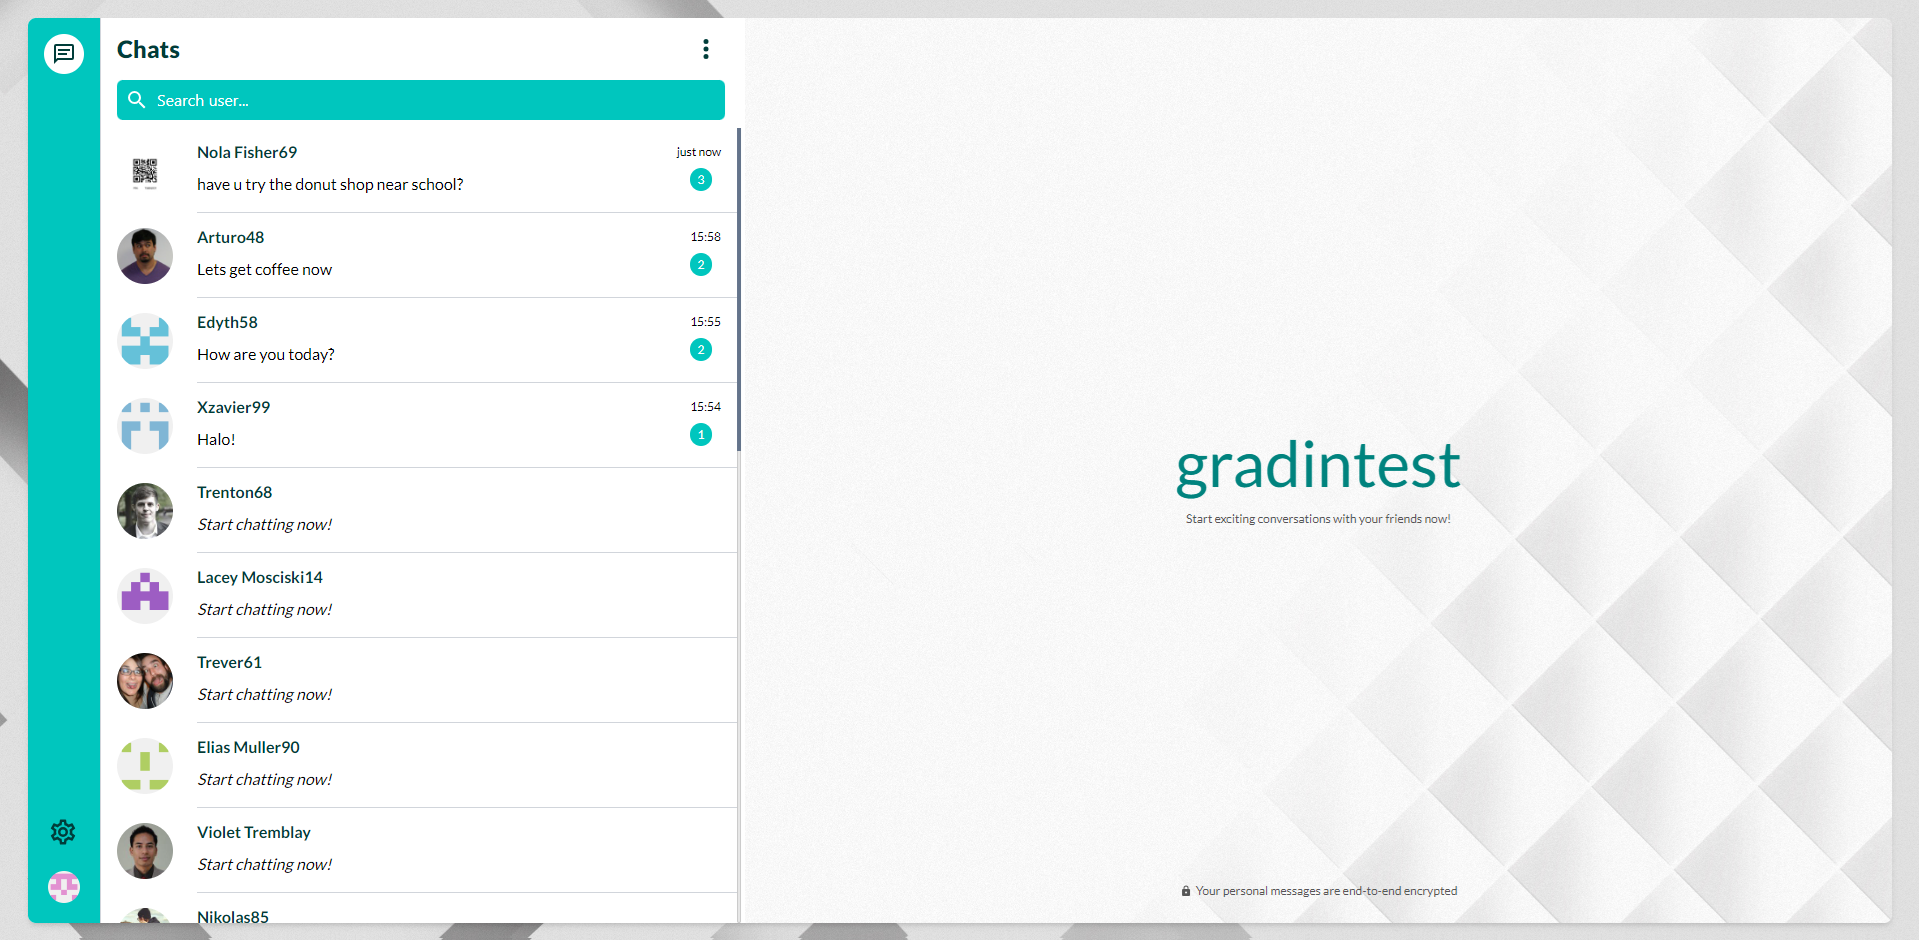 Chats
Search user...
Nola Fisher69
just now
have u try the donut shop near school?
3
Arturo48
15:58
Lets get coffee now
2
Edyth58
15:55
How are you today?
2
Xzavier99
15:54
Halo!
1
Trenton68
Start chatting now!
Lacey Mosciski14
Start chatting now!
Trever61
Start chatting now!
Elias Muller90
Start chatting now!
Violet Tremblay
Start chatting now!
Nikolas85
gradintest
Start exciting conversations with your friends now!
Your personal messages are end-to-end encrypted